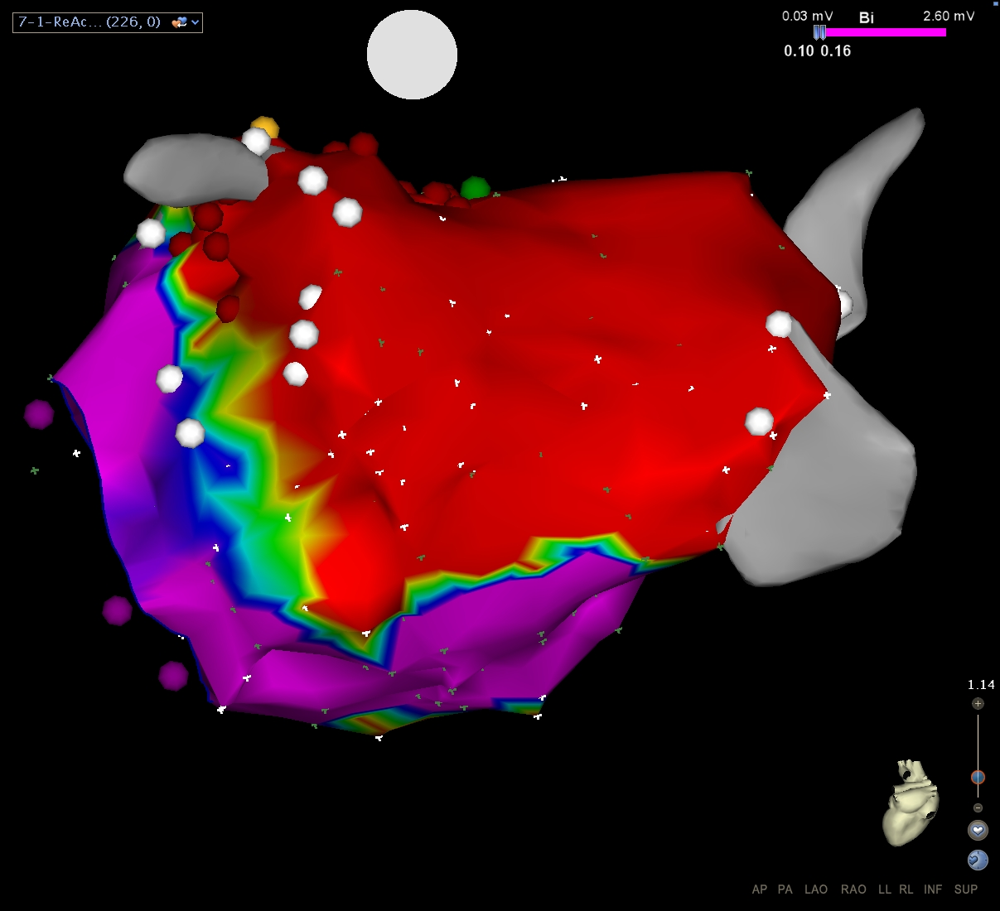 7-1-ReAc... (226, 0)
0.03 mV Bi 2.60 mV
0.10 0.16
1.14
AP PA LAO RAO LL RL INF SUP